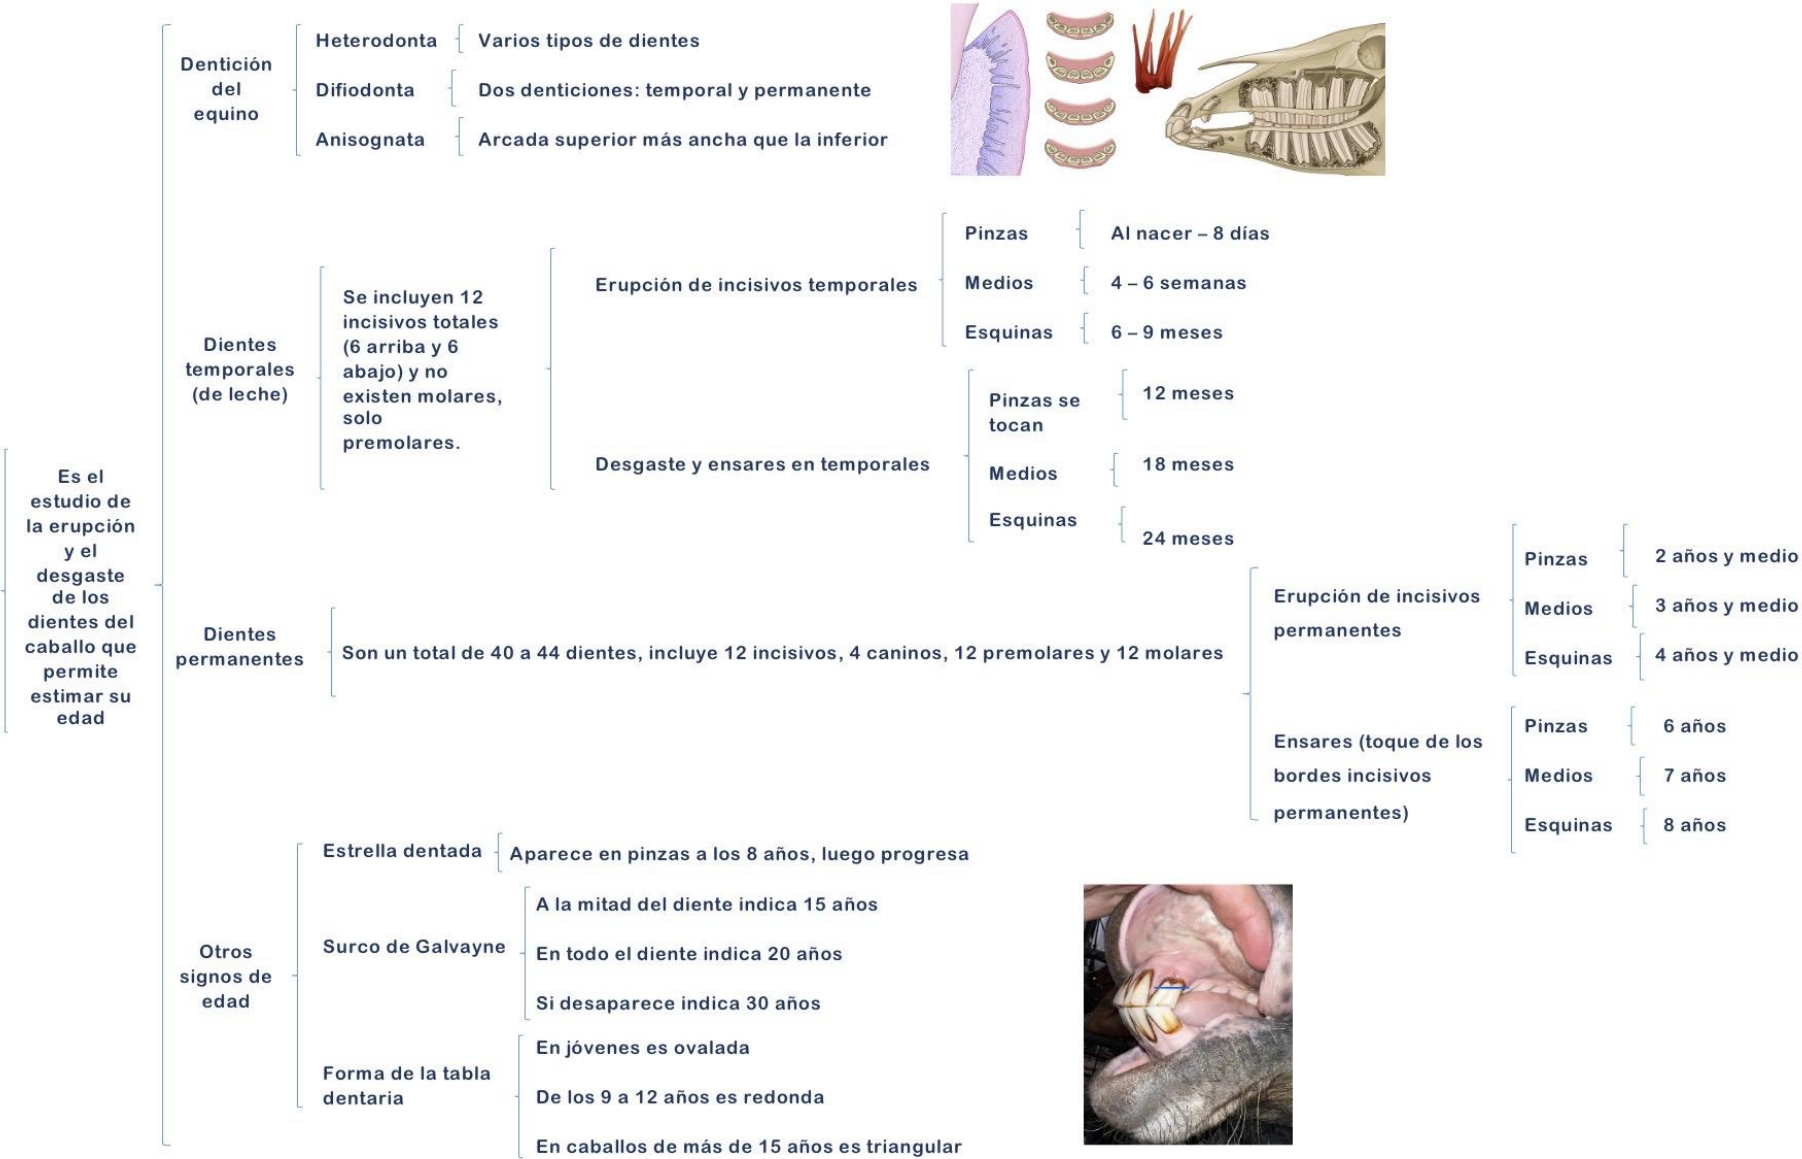 Es el
estudio de
la erupción
y el
desgaste
de los
dientes del
caballo que
permite
estimar su
edad
Dentición
del
equino
Heterodonta
Varios tipos de dientes
Difiodonta
Dos denticiones: temporal y permanente
Anisognata
Arcada superior más ancha que la inferior
Dientes
temporales
(de leche)
Se incluyen 12
incisivos totales
(6 arriba y 6
abajo) y no
existen molares,
solo
premolares.
Erupción de incisivos temporales
Pinzas
Al nacer – 8 días
Medios
4 – 6 semanas
Esquinas
6 – 9 meses
Desgaste y ensares en temporales
Pinzas se
tocan
12 meses
Medios
18 meses
Esquinas
24 meses
Dientes
permanentes
Son un total de 40 a 44 dientes, incluye 12 incisivos, 4 caninos, 12 premolares y 12 molares
Erupción de incisivos
permanentes
Pinzas
2 años y medio
Medios
3 años y medio
Esquinas
4 años y medio
Ensares (toque de los
bordes incisivos
permanentes)
Pinzas
6 años
Medios
7 años
Esquinas
8 años
Otros
signos de
edad
Estrella dentada
Aparece en pinzas a los 8 años, luego progresa
Surco de Galvayne
A la mitad del diente indica 15 años
En todo el diente indica 20 años
Si desaparece indica 30 años
Forma de la tabla
dentaria
En jóvenes es ovalada
De los 9 a 12 años es redonda
En caballos de más de 15 años es triangular